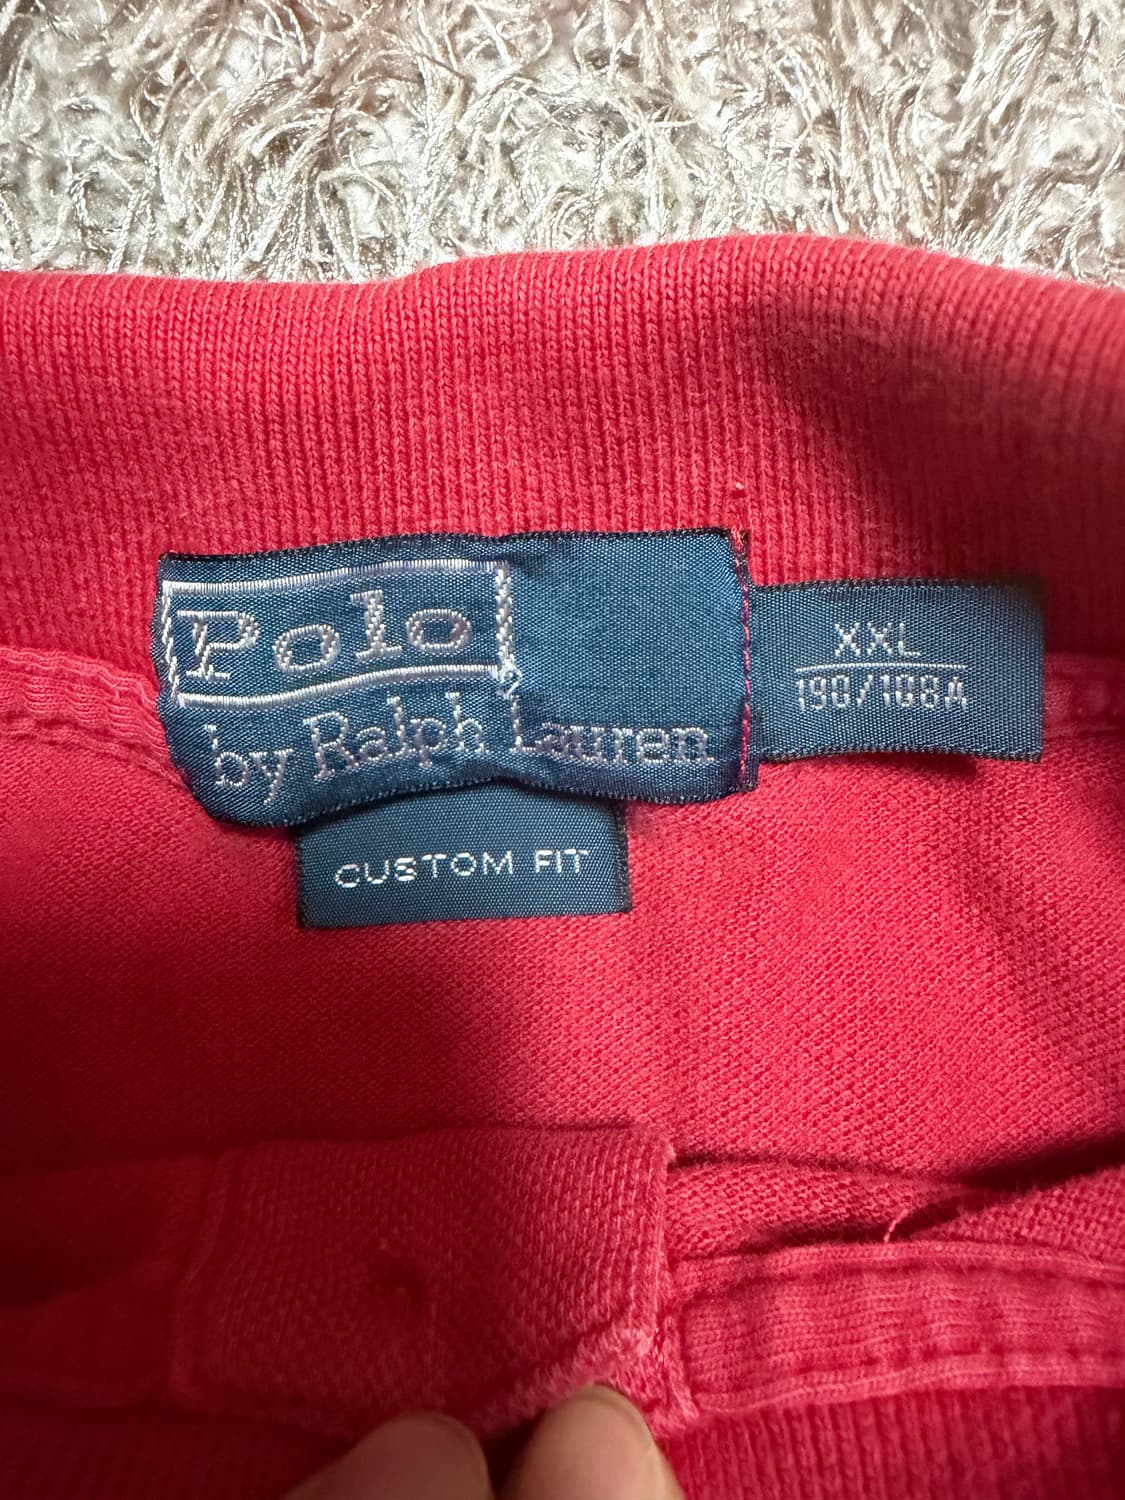 Polo
by Ralph Lauren
XXL
190/108A
CUSTOM FIT